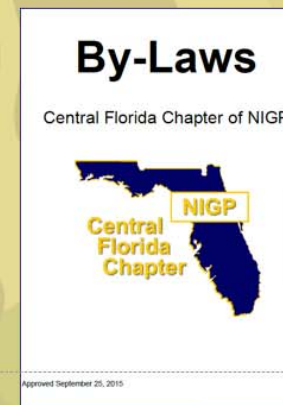 By-Laws
Central Florida Chapter of NIGP
NIGP
Central
Florida
Chapter
Approved September 25, 2015